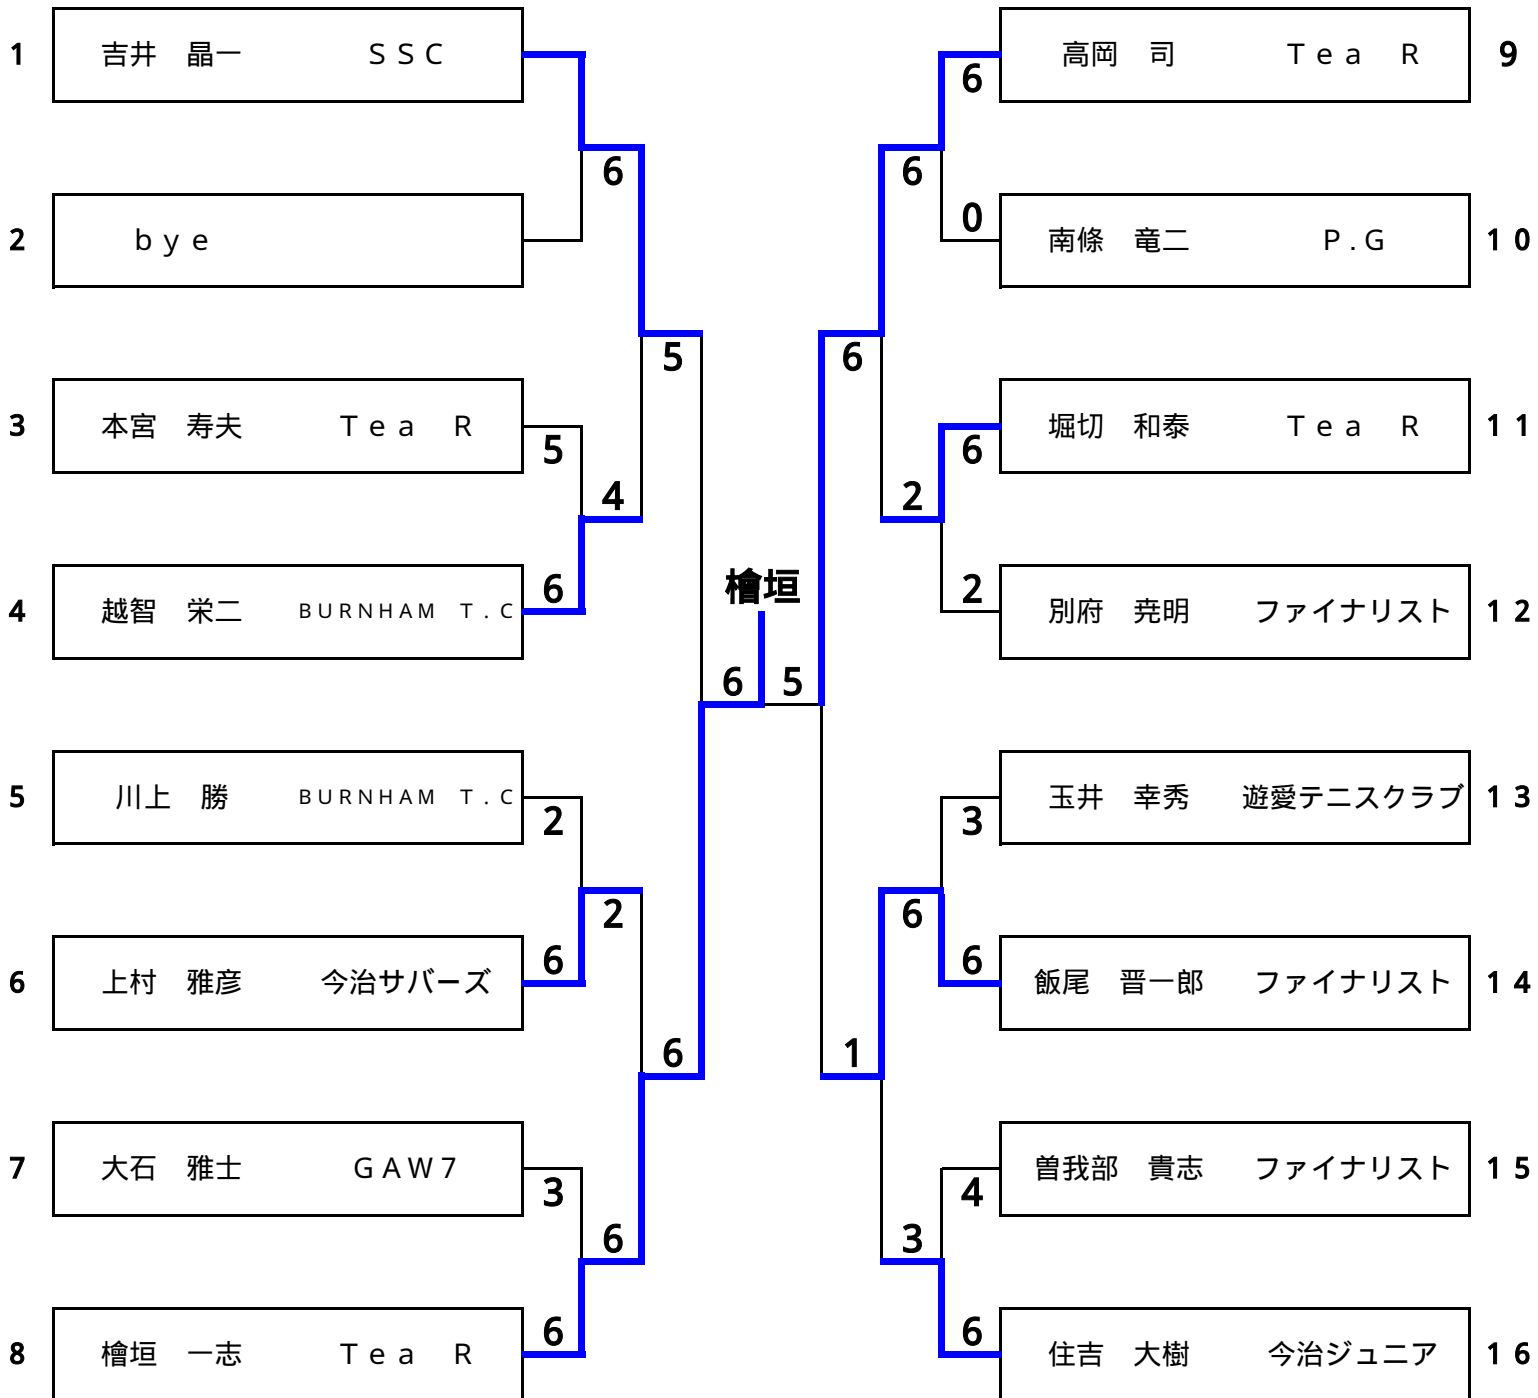 1 吉井　晶一 ＳＳＣ
6
2 ｂｙｅ
5
3 本宮　寿夫 Ｔｅａ　Ｒ
5
4
4 越智　栄二 BURNHAM T.C
6
5 川上　勝 BURNHAM T.C
2
2
6 上村　雅彦 今治サバーズ
6
6
7 大石　雅士 ＧＡＷ７
3
6
8 檜垣　一志 Ｔｅａ　Ｒ
6
檜垣
6 5
高岡　司 Ｔｅａ　Ｒ 9
6
6
0
南條　竜二 Ｐ.Ｇ 10
6
堀切　和泰 Ｔｅａ　Ｒ 11
6
2
2
別府　尭明 ファイナリスト 12
玉井　幸秀 遊愛テニスクラブ 13
3
6
6
飯尾　晋一郎 ファイナリスト 14
1
曽我部　貴志 ファイナリスト 15
4
3
6
住吉　大樹 今治ジュニア 16